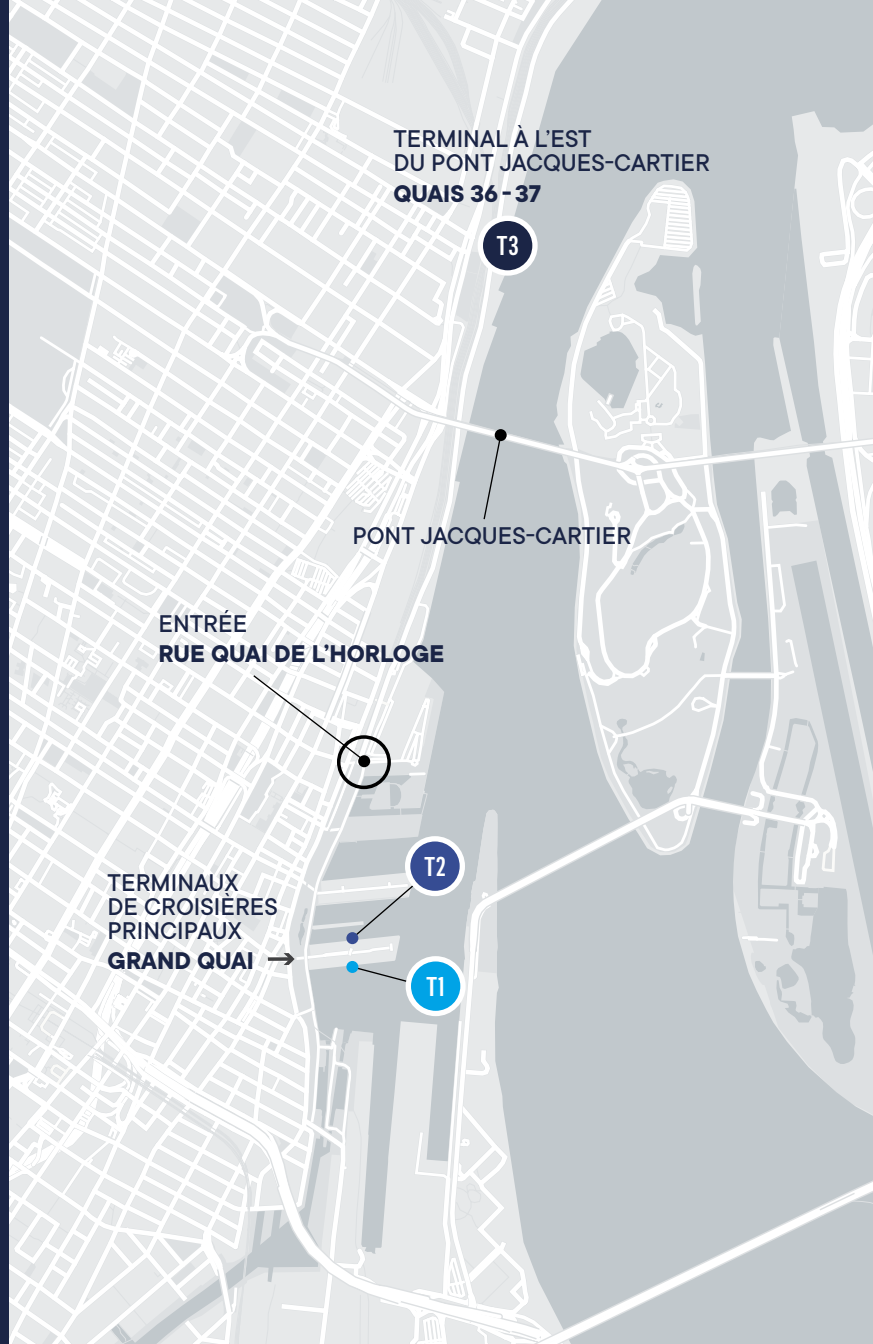 TERMINAL À L’EST
DU PONT JACQUES-CARTIER
QUAIS 36 - 37
T3
PONT JACQUES-CARTIER
ENTRÉE
RUE QUAI DE L’HORLOGE
T2
TERMINAUX
DE CROISIÈRES
PRINCIPAUX
GRAND QUAI →
T1